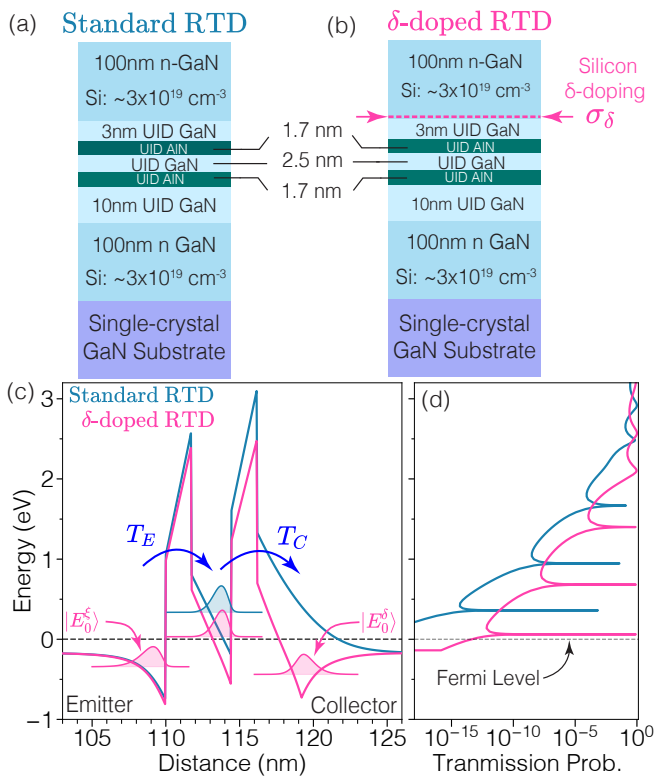 (a) Standard RTD
(b) δ-doped RTD
100nm n-GaN
Si: ~3x10¹⁹ cm⁻³
3nm UID GaN
UID AlN
UID GaN
UID AlN
10nm UID GaN
100nm n GaN
Si: ~3x10¹⁹ cm⁻³
Single-crystal
GaN Substrate
1.7 nm
2.5 nm
1.7 nm
100nm n-GaN
Si: ~3x10¹⁹ cm⁻³
3nm UID GaN
UID AlN
UID GaN
UID AlN
10nm UID GaN
100nm n GaN
Si: ~3x10¹⁹ cm⁻³
Single-crystal
GaN Substrate
Silicon
δ-doping
σδ
(c) Standard RTD
δ-doped RTD
T_E
T_C
|E₀^ξ⟩
|E₀^δ⟩
Emitter
Collector
3
2
1
0
−1
Energy (eV)
105
110
115
120
125
Distance (nm)
(d)
Fermi Level
10⁻¹⁵
10⁻¹⁰
10⁻⁵
10⁰
Tranmission Prob.